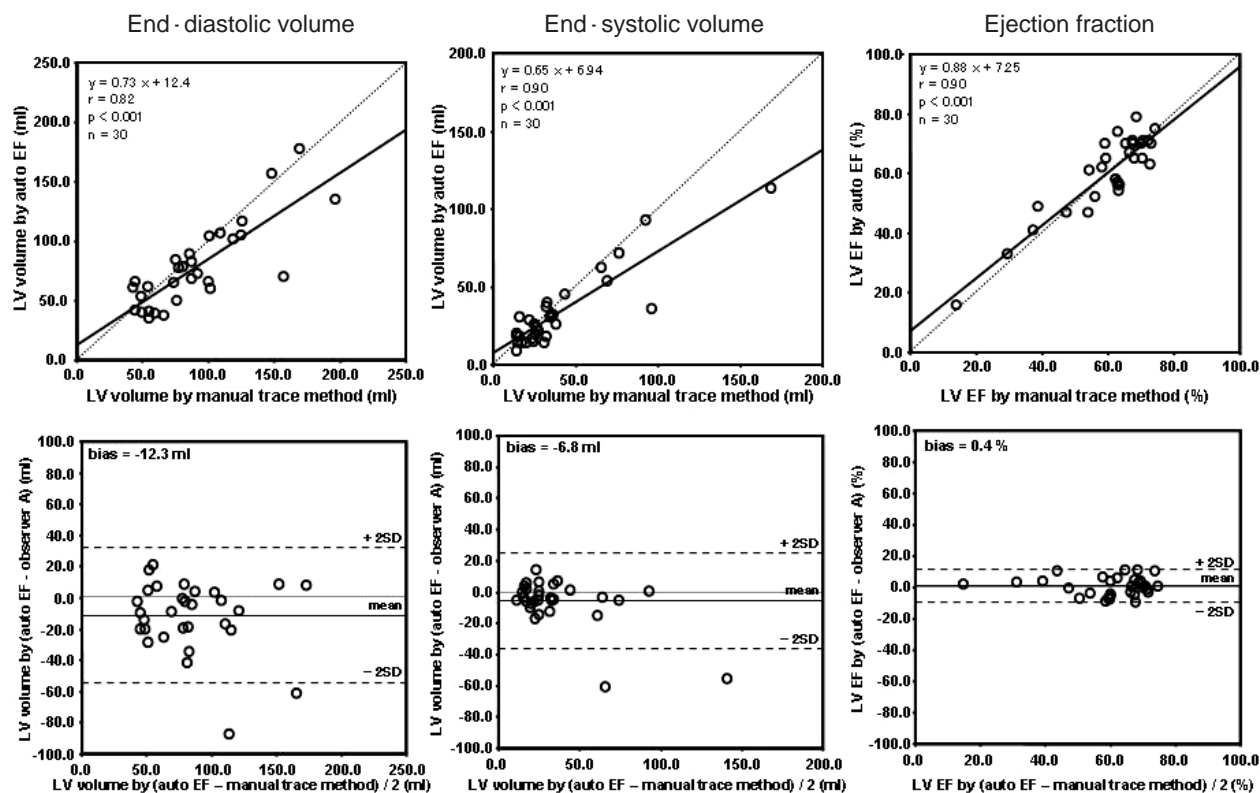 End - diastolic volume
End - systolic volume
Ejection fraction
LV volume by auto EF (ml)
250.0
200.0
150.0
100.0
50.0
0.0
y = 0.73 x + 12.4
r = 0.82
p < 0.001
n = 30
0.0 50.0 100.0 150.0 200.0 250.0
LV volume by manual trace method (ml)
LV volume by auto EF (ml)
200.0
150.0
100.0
50.0
0.0
y = 0.65 x + 6.94
r = 0.90
p < 0.001
n = 30
0.0 50.0 100.0 150.0 200.0
LV volume by manual trace method (ml)
LV EF by auto EF (%)
100.0
80.0
60.0
40.0
20.0
0.0
y = 0.88 x + 7.25
r = 0.90
p < 0.001
n = 30
0.0 20.0 40.0 60.0 80.0 100.0
LV EF by manual trace method (%)
LV volume by (auto EF - observer A) (ml)
100.0
80.0
60.0
40.0
20.0
0.0
-20.0
-40.0
-60.0
-80.0
-100.0
bias = -12.3 ml
+ 2SD
mean
– 2SD
0.0 50.0 100.0 150.0 200.0 250.0
LV volume by (auto EF – manual trace method) / 2 (ml)
LV volume by (auto EF - observer A) (ml)
100.0
80.0
60.0
40.0
20.0
0.0
-20.0
-40.0
-60.0
-80.0
-100.0
bias = -6.8 ml
+ 2SD
mean
– 2SD
0.0 50.0 100.0 150.0 200.0
LV volume by (auto EF – manual trace method) / 2 (ml)
LV EF by (auto EF - observer A) (%)
100.0
80.0
60.0
40.0
20.0
0.0
-20.0
-40.0
-60.0
-80.0
-100.0
bias = 0.4 %
+ 2SD
mean
– 2SD
0.0 20.0 40.0 60.0 80.0 100.0
LV EF by (auto EF – manual trace method) / 2 (%)